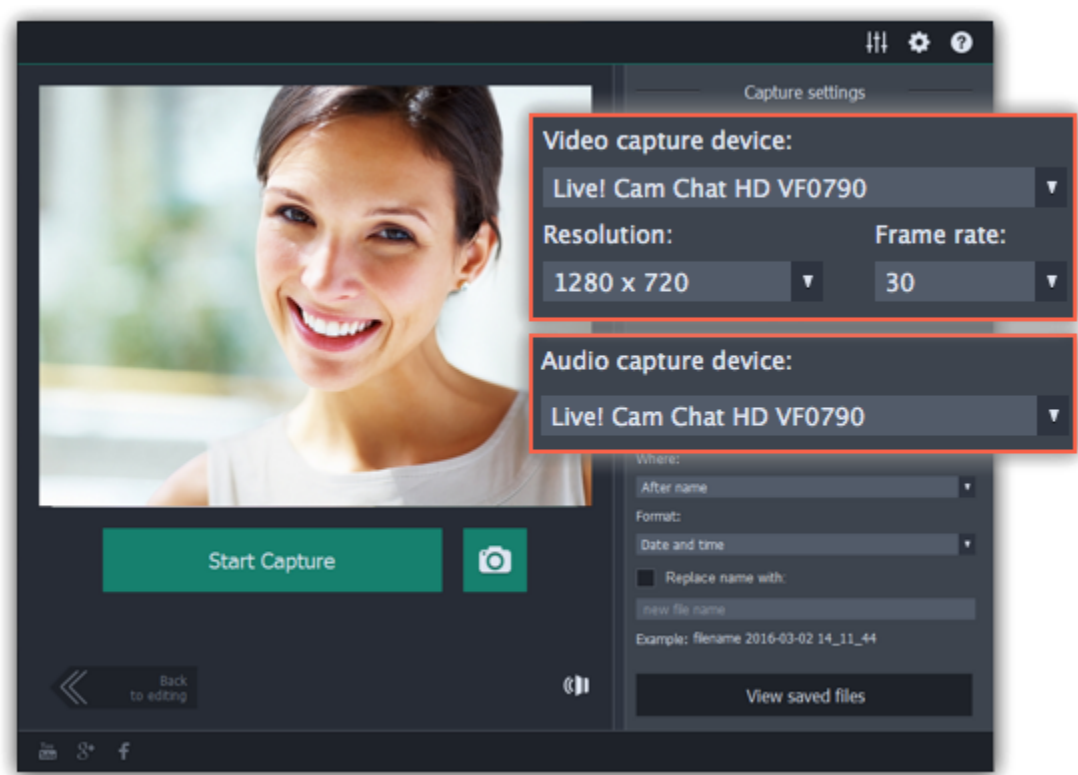 Capture settings
Video capture device:
Live! Cam Chat HD VF0790
Resolution:
Frame rate:
1280 x 720
30
Audio capture device:
Live! Cam Chat HD VF0790
Where:
After name
Format:
Date and time
Replace name with:
new file name
Example: filename 2016-03-02 14_11_44
View saved files
Start Capture
Back
to editing
You
g+
f